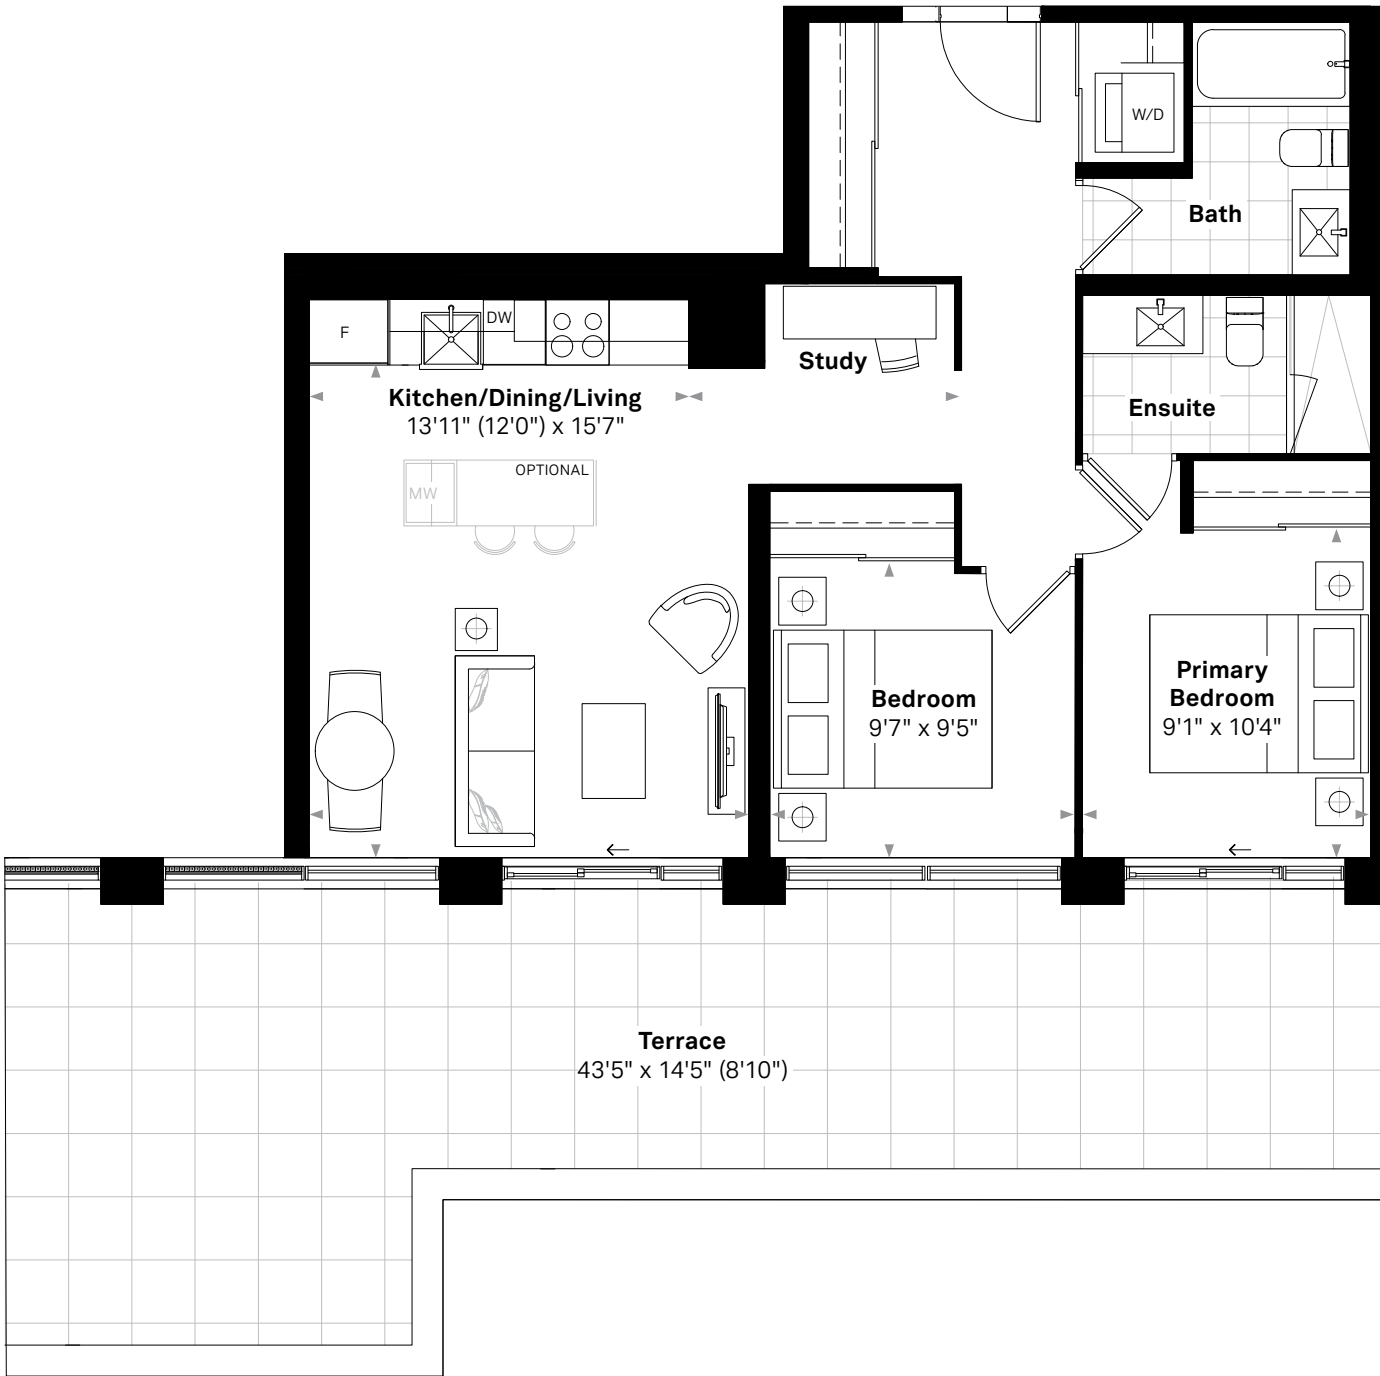 W/D
Bath
F
DW
Study
Kitchen/Dining/Living
13'11" (12'0") x 15'7"
Ensuite
OPTIONAL
MW
Bedroom
9'7" x 9'5"
Primary
Bedroom
9'1" x 10'4"
Terrace
43'5" x 14'5" (8'10")